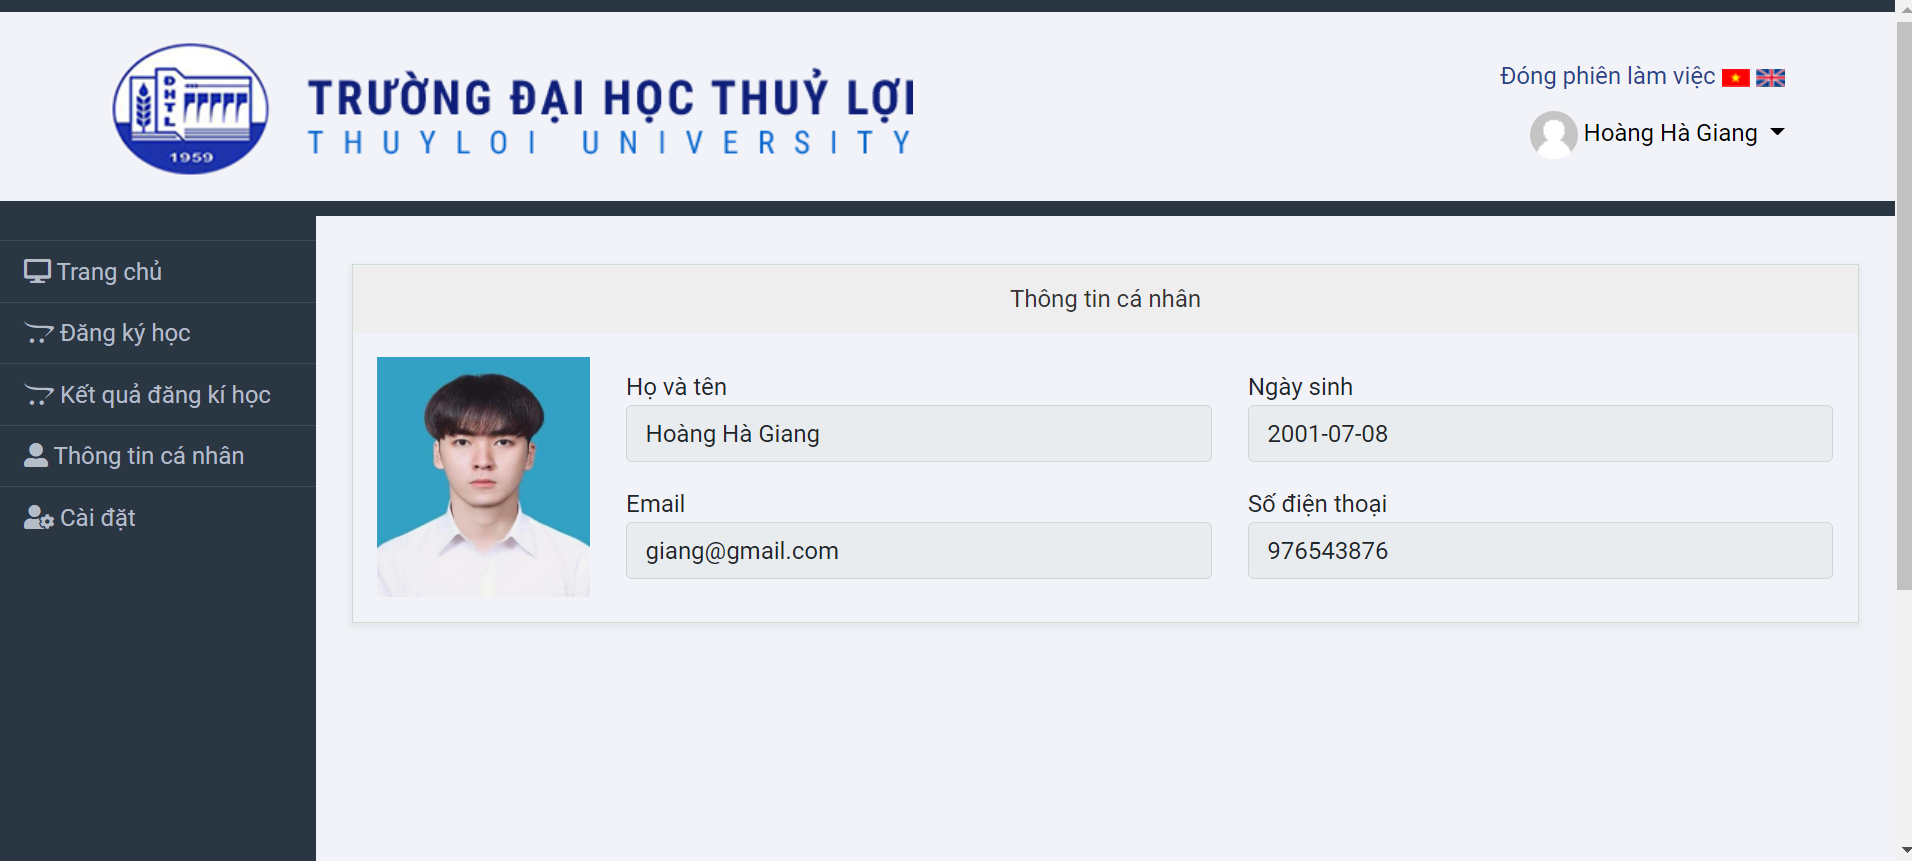 ĐHTL
1959
TRƯỜNG ĐẠI HỌC THUỶ LỢI
THUYLOI UNIVERSITY
Đóng phiên làm việc
Hoàng Hà Giang
Trang chủ
Đăng ký học
Kết quả đăng kí học
Thông tin cá nhân
Cài đặt
Thông tin cá nhân
Họ và tên
Hoàng Hà Giang
Ngày sinh
2001-07-08
Email
giang@gmail.com
Số điện thoại
976543876